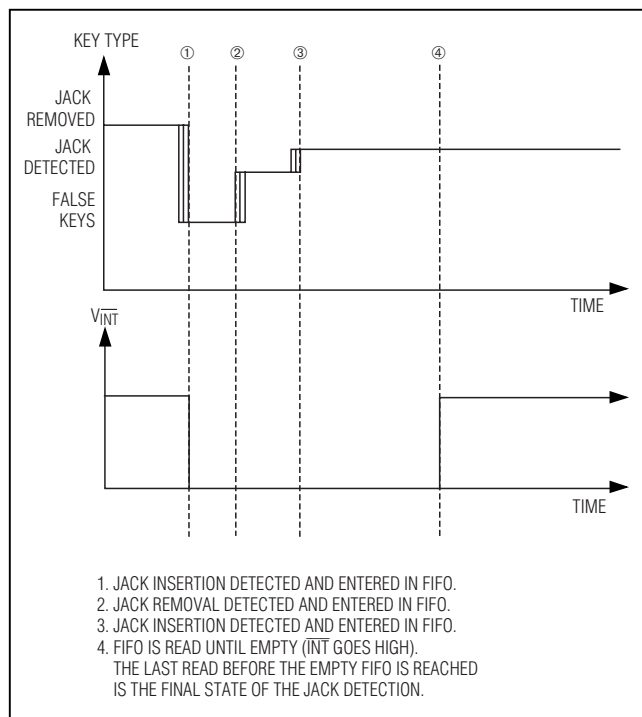 KEY TYPE
① ② ③ ④
JACK
REMOVED
JACK
DETECTED
FALSE
KEYS
TIME
VINT
TIME
1. JACK INSERTION DETECTED AND ENTERED IN FIFO.
2. JACK REMOVAL DETECTED AND ENTERED IN FIFO.
3. JACK INSERTION DETECTED AND ENTERED IN FIFO.
4. FIFO IS READ UNTIL EMPTY (INT GOES HIGH).
THE LAST READ BEFORE THE EMPTY FIFO IS REACHED
IS THE FINAL STATE OF THE JACK DETECTION.